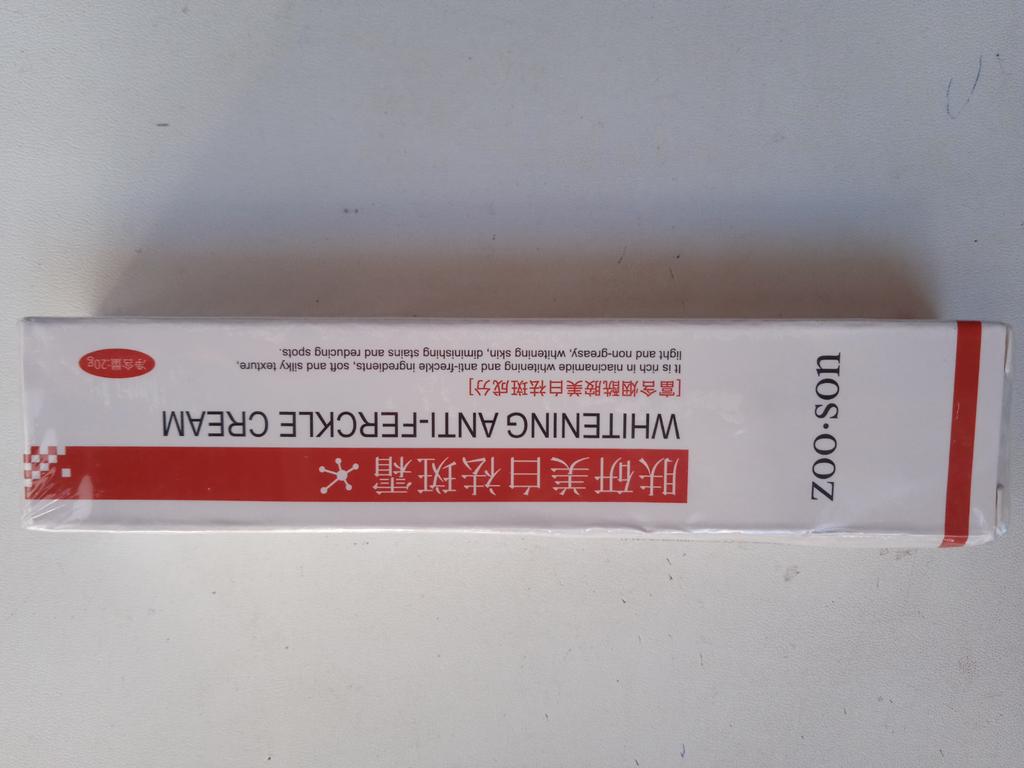 zoo·son
肤研美白祛斑霜
WHITENING ANTI-FERCKLE CREAM
[富含烟酰胺美白祛斑成分]
It is rich in niacinamide whitening and anti-freckle ingredients, soft and silky texture,
light and non-greasy, whitening skin, diminishing stains and reducing spots.
净含量:20g